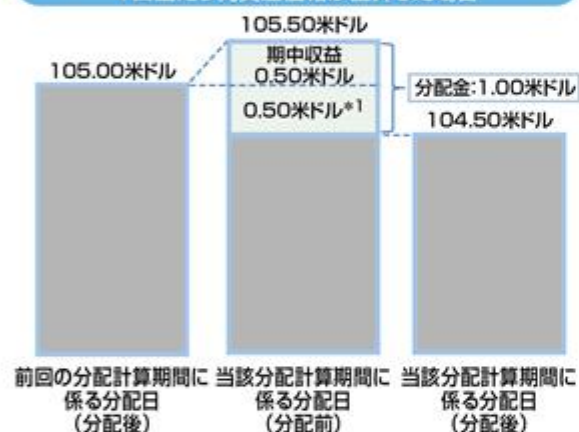 105.50米ドル
期中収益
0.50米ドル
105.00米ドル
分配金:1.00米ドル
0.50米ドル*1
104.50米ドル
前回の分配計算期間に
係る分配日
(分配後)
当該分配計算期間に
係る分配日
(分配前)
当該分配計算期間に
係る分配日
(分配後)